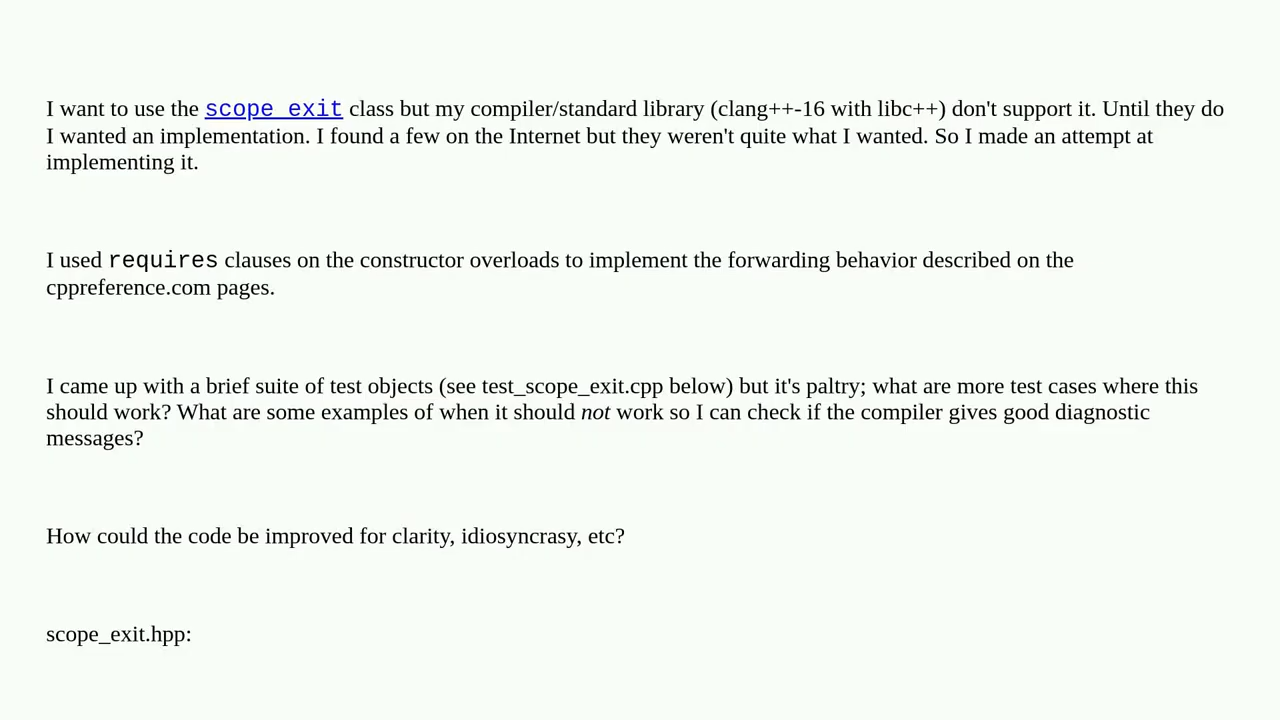 I want to use the scope_exit class but my compiler/standard library (clang++-16 with libc++) don't support it. Until they do
I wanted an implementation. I found a few on the Internet but they weren't quite what I wanted. So I made an attempt at
implementing it.
I used requires clauses on the constructor overloads to implement the forwarding behavior described on the
cppreference.com pages.
I came up with a brief suite of test objects (see test_scope_exit.cpp below) but it's paltry; what are more test cases where this
should work? What are some examples of when it should not work so I can check if the compiler gives good diagnostic
messages?
How could the code be improved for clarity, idiosyncrasy, etc?
scope_exit.hpp: